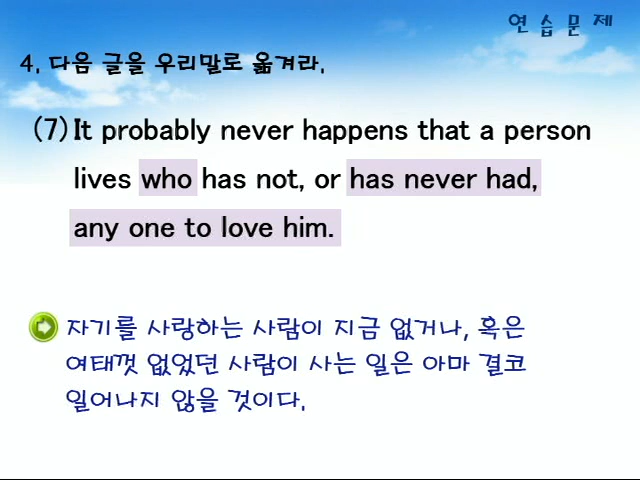 연습문제
4. 다음 글을 우리말로 옮겨라.
(7) It probably never happens that a person
lives who has not, or has never had,
any one to love him.
자기를 사랑하는 사람이 지금 없거나, 혹은
여태껏 없었던 사람이 사는 일은 아마 결코
일어나지 않을 것이다.